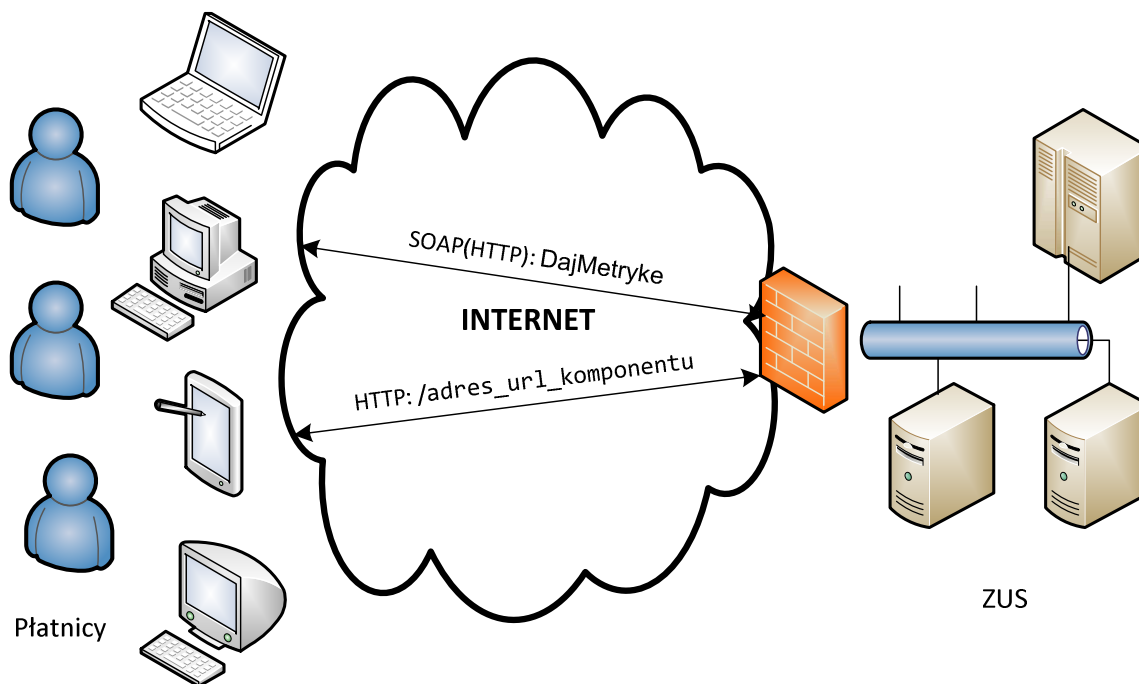 SOAP(HTTP): DajMetryke
INTERNET
HTTP: /adres_url_komponentu
Płatnicy
ZUS